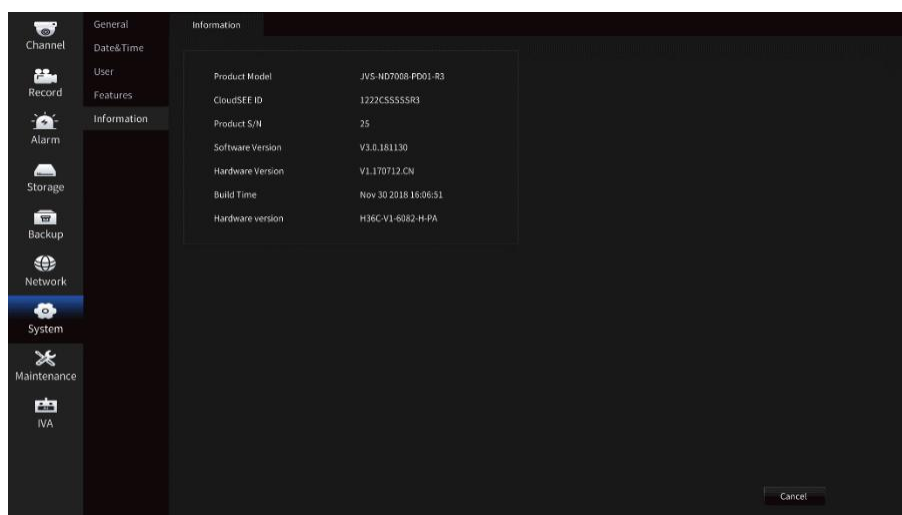 Channel
Record
Alarm
Storage
Backup
Network
System
Maintenance
IVA
General
Date&Time
User
Features
Information
Information
Product Model JVS-ND7008-PD01-R3
CloudSEE ID 1222CSSSSSR3
Product S/N 25
Software Version V3.0.181130
Hardware Version V1.170712.CN
Build Time Nov 30 2018 16:06:51
Hardware version H36C-V1-6082-H-PA
Cancel